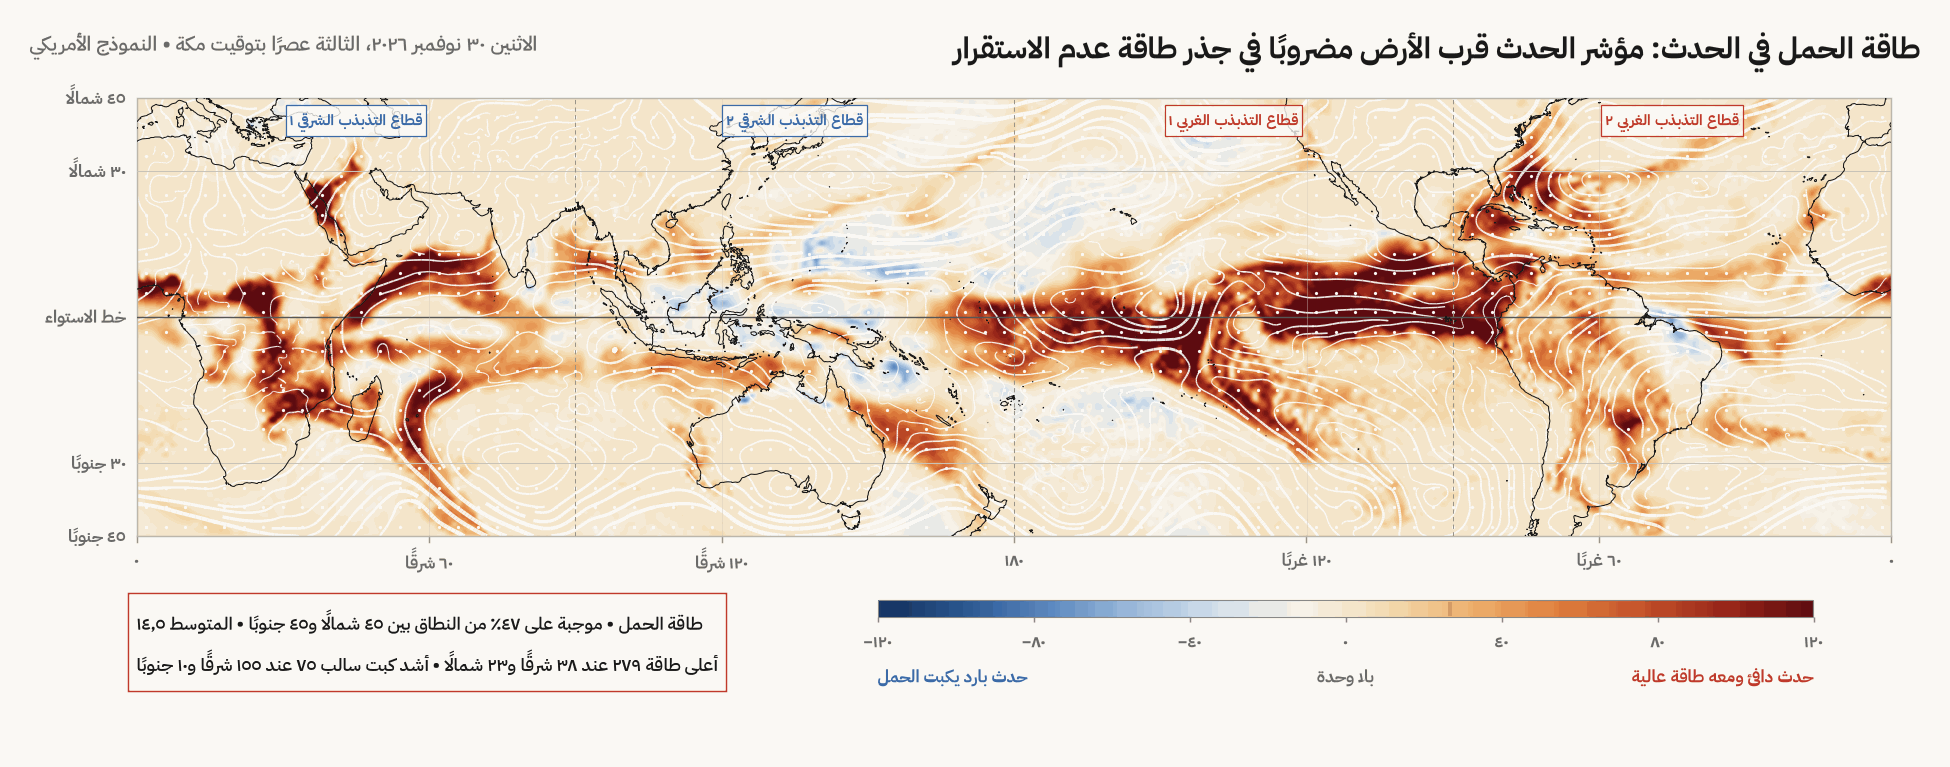 طاقة الحمل في الحدث: مؤشر الحدث قرب الأرض مضروبًا في جذر طاقة عدم الاستقرار
الاثنين ٣٠ نوفمبر ٢٠٢٦، الثالثة عصرًا بتوقيت مكة • النموذج الأمريكي
قطاع التذبذب الشرقي ١
قطاع التذبذب الشرقي ٢
قطاع التذبذب الغربي ١
قطاع التذبذب الغربي ٢
٤٥ شمالًا
٣٠ شمالًا
خط الاستواء
٣٠ جنوبًا
٤٥ جنوبًا
٠
٦٠ شرقًا
١٢٠ شرقًا
١٨٠
١٢٠ غربًا
٦٠ غربًا
٠
طاقة الحمل • موجبة على ٤٧٪ من النطاق بين ٤٥ شمالًا و٤٥ جنوبًا • المتوسط ١٤٫٥
أعلى طاقة ٢٧٩ عند ٣٨ شرقًا و٢٣ شمالًا • أشد كبت سالب ٧٥ عند ١٥٥ شرقًا و١٠ جنوبًا
−١٢٠
−٨٠
−٤٠
٠
٤٠
٨٠
١٢٠
حدث بارد يكبت الحمل
بلا وحدة
حدث دافئ ومعه طاقة عالية